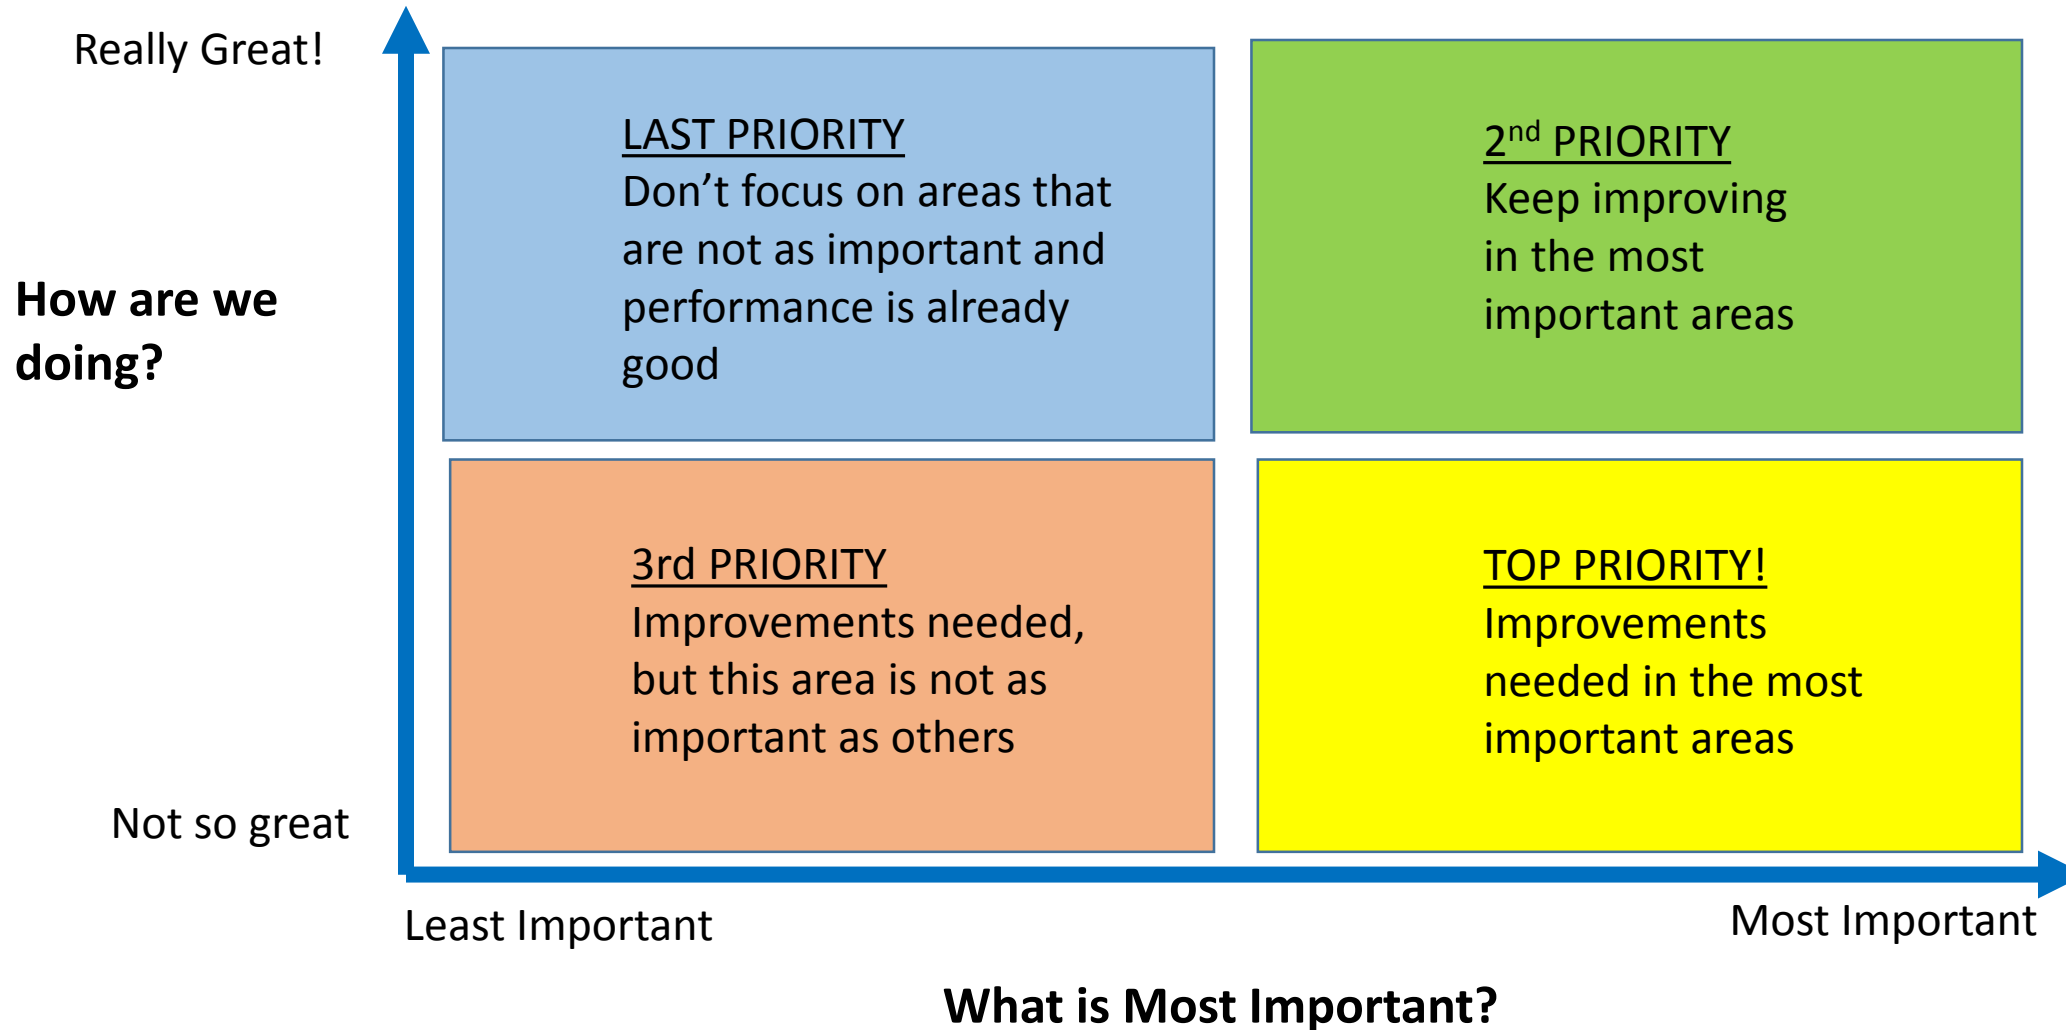 Really Great!
How are we
doing?
Not so great
LAST PRIORITY
Don’t focus on areas that
are not as important and
performance is already
good
2nd PRIORITY
Keep improving
in the most
important areas
3rd PRIORITY
Improvements needed,
but this area is not as
important as others
TOP PRIORITY!
Improvements
needed in the most
important areas
Least Important
Most Important
What is Most Important?